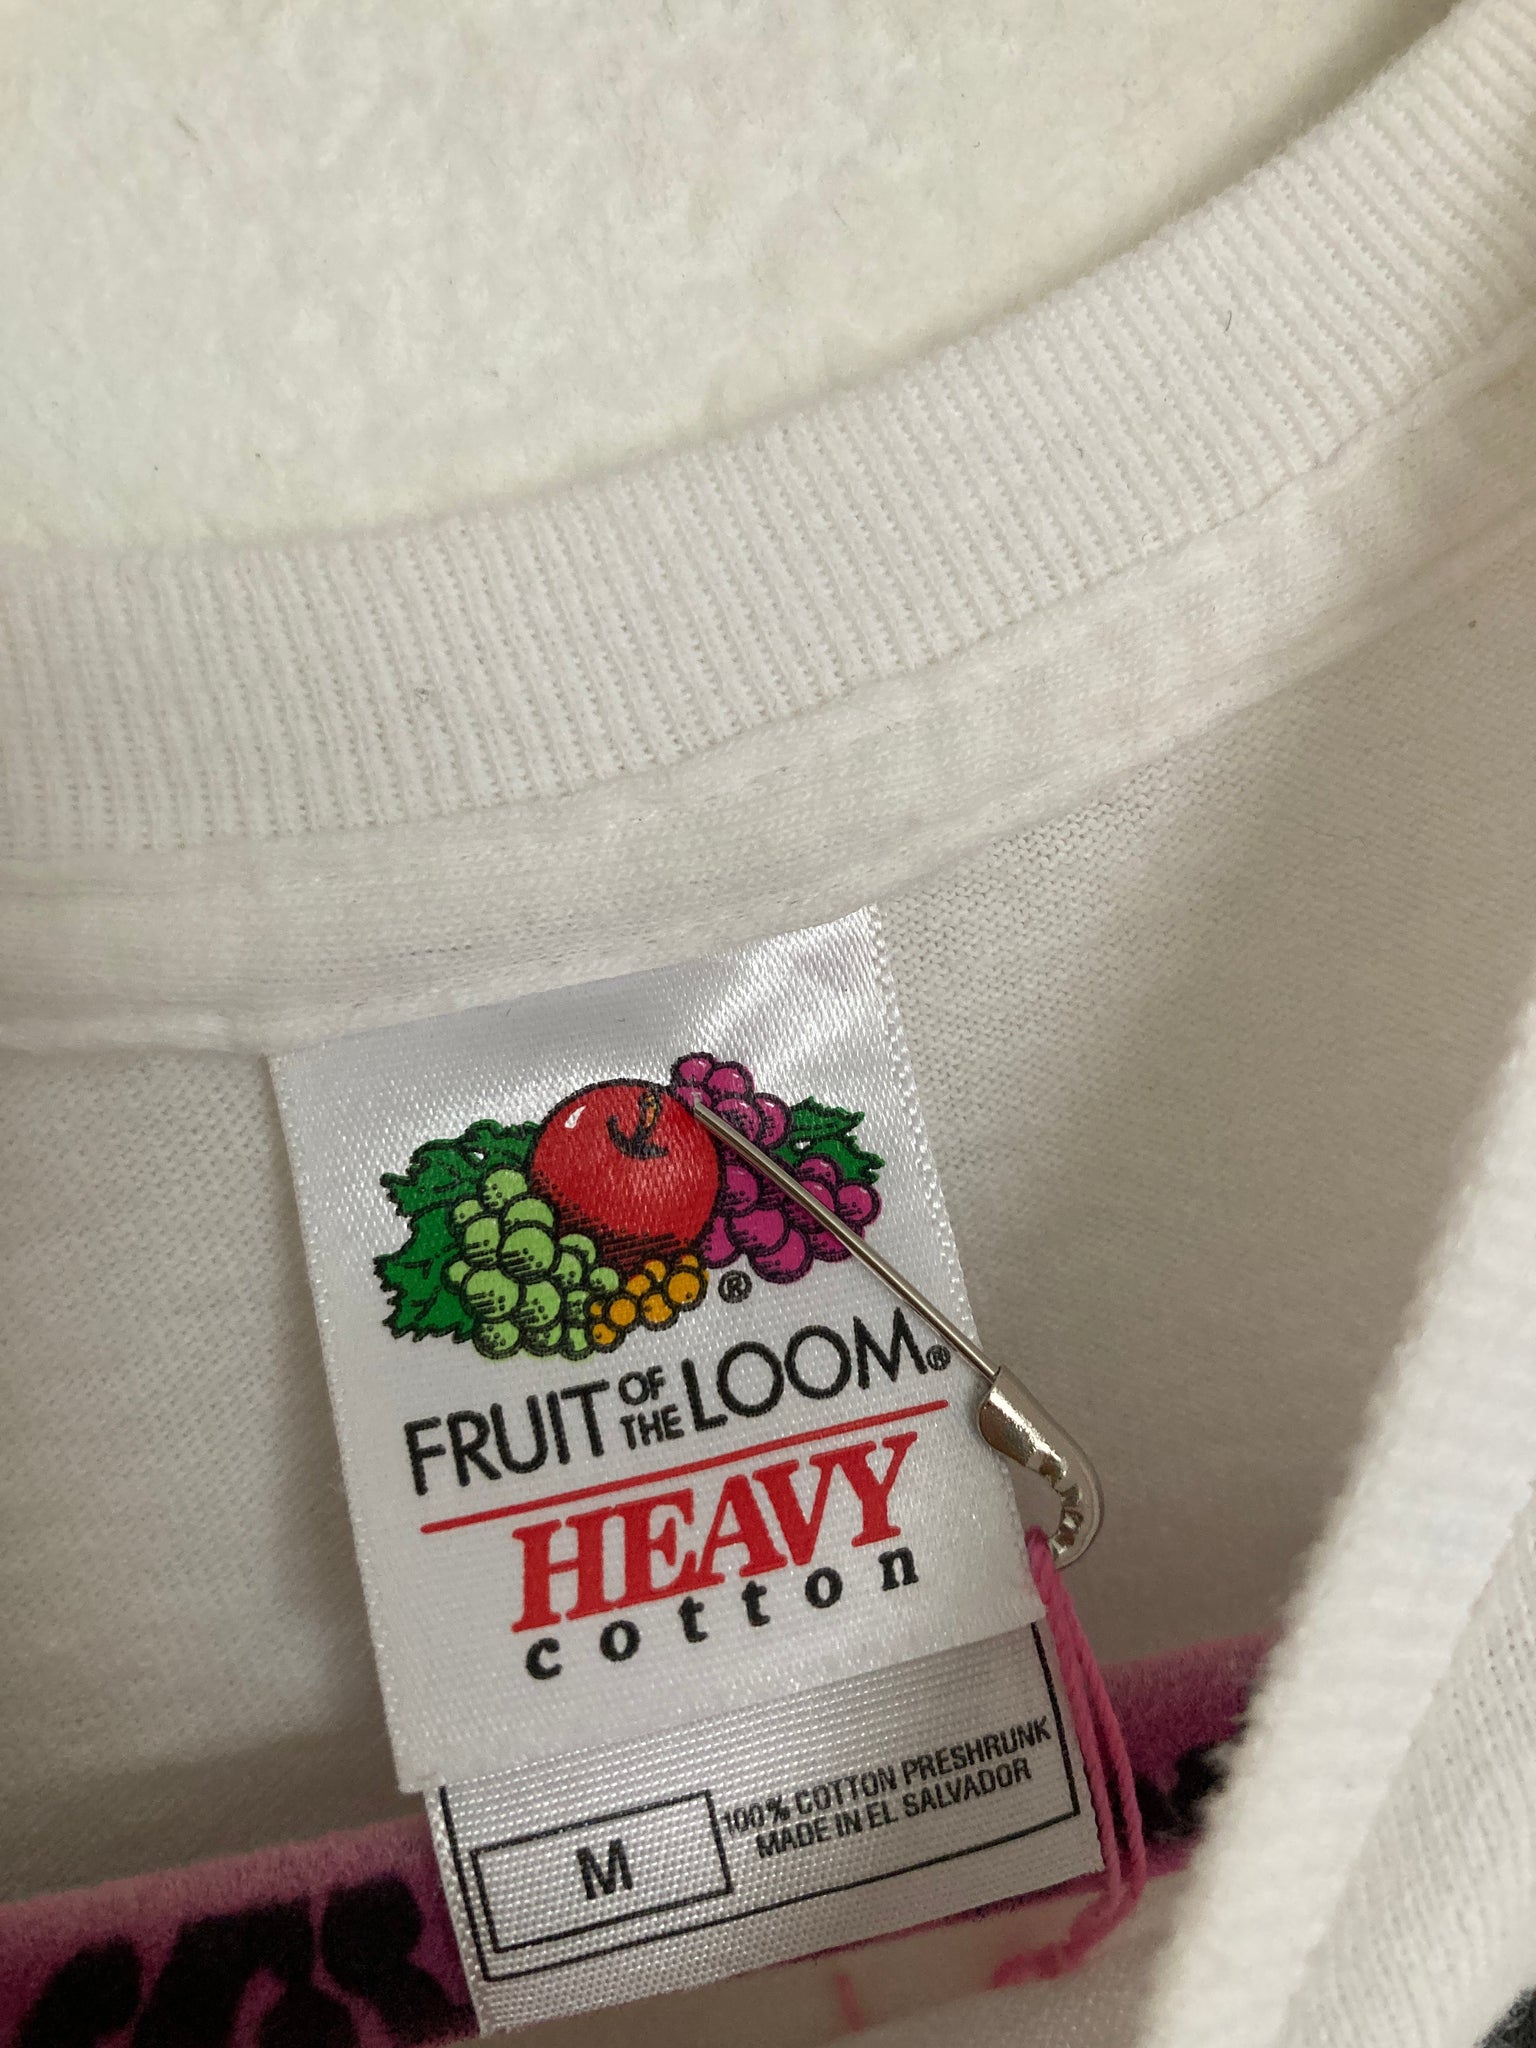 ®
FRUIT OF THE LOOM®
HEAVY
cotton
M
100% COTTON PRESHRUNK
MADE IN EL SALVADOR